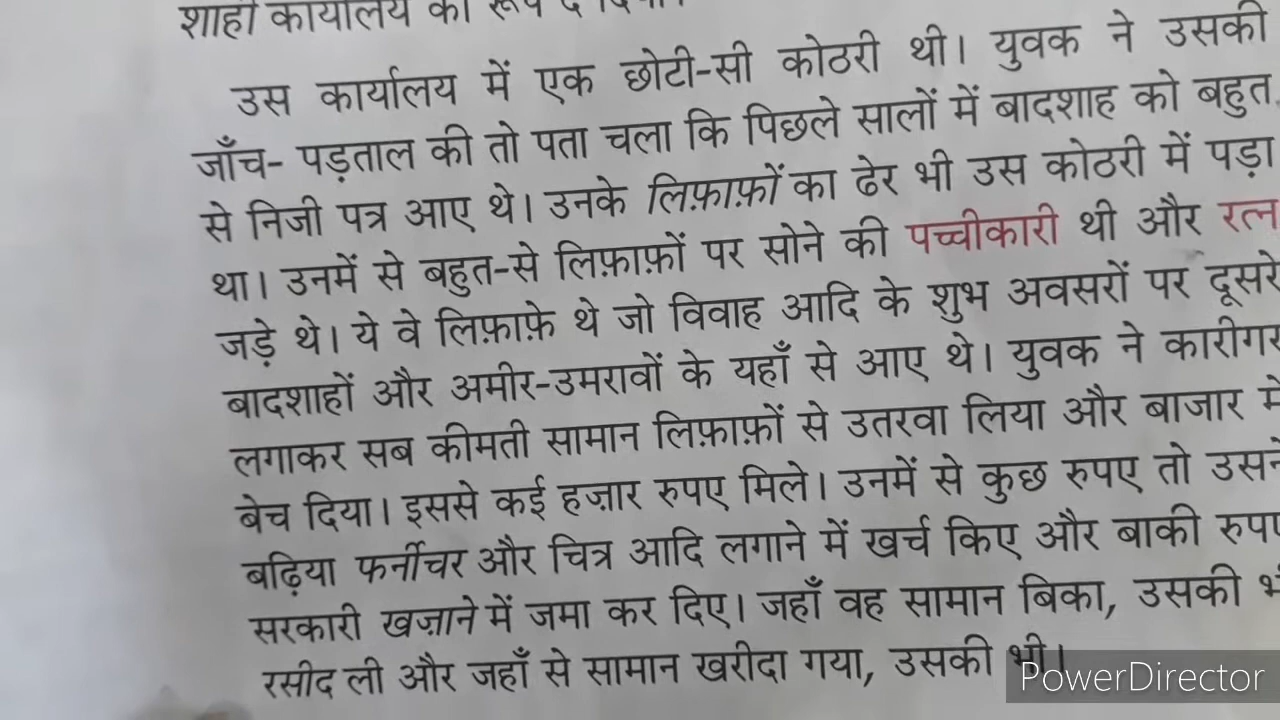 शाही कार्यालय का रूप दे दिया।
उस कार्यालय में एक छोटी-सी कोठरी थी। युवक ने उसकी
जाँच- पड़ताल की तो पता चला कि पिछले सालों में बादशाह को बहुत
से निजी पत्र आए थे। उनके लिफ़ाफ़ों का ढेर भी उस कोठरी में पड़ा
था। उनमें से बहुत-से लिफ़ाफ़ों पर सोने की पच्चीकारी थी और रत्न
जड़े थे। ये वे लिफ़ाफ़े थे जो विवाह आदि के शुभ अवसरों पर दूसरे
बादशाहों और अमीर-उमरावों के यहाँ से आए थे। युवक ने कारीगर
लगाकर सब कीमती सामान लिफ़ाफ़ों से उतरवा लिया और बाजार में
बेच दिया। इससे कई हज़ार रुपए मिले। उनमें से कुछ रुपए तो उसने
बढ़िया फर्नीचर और चित्र आदि लगाने में खर्च किए और बाकी रुपए
सरकारी खज़ाने में जमा कर दिए। जहाँ वह सामान बिका, उसकी भी
रसीद ली और जहाँ से सामान खरीदा गया, उसकी भी।
PowerDirector